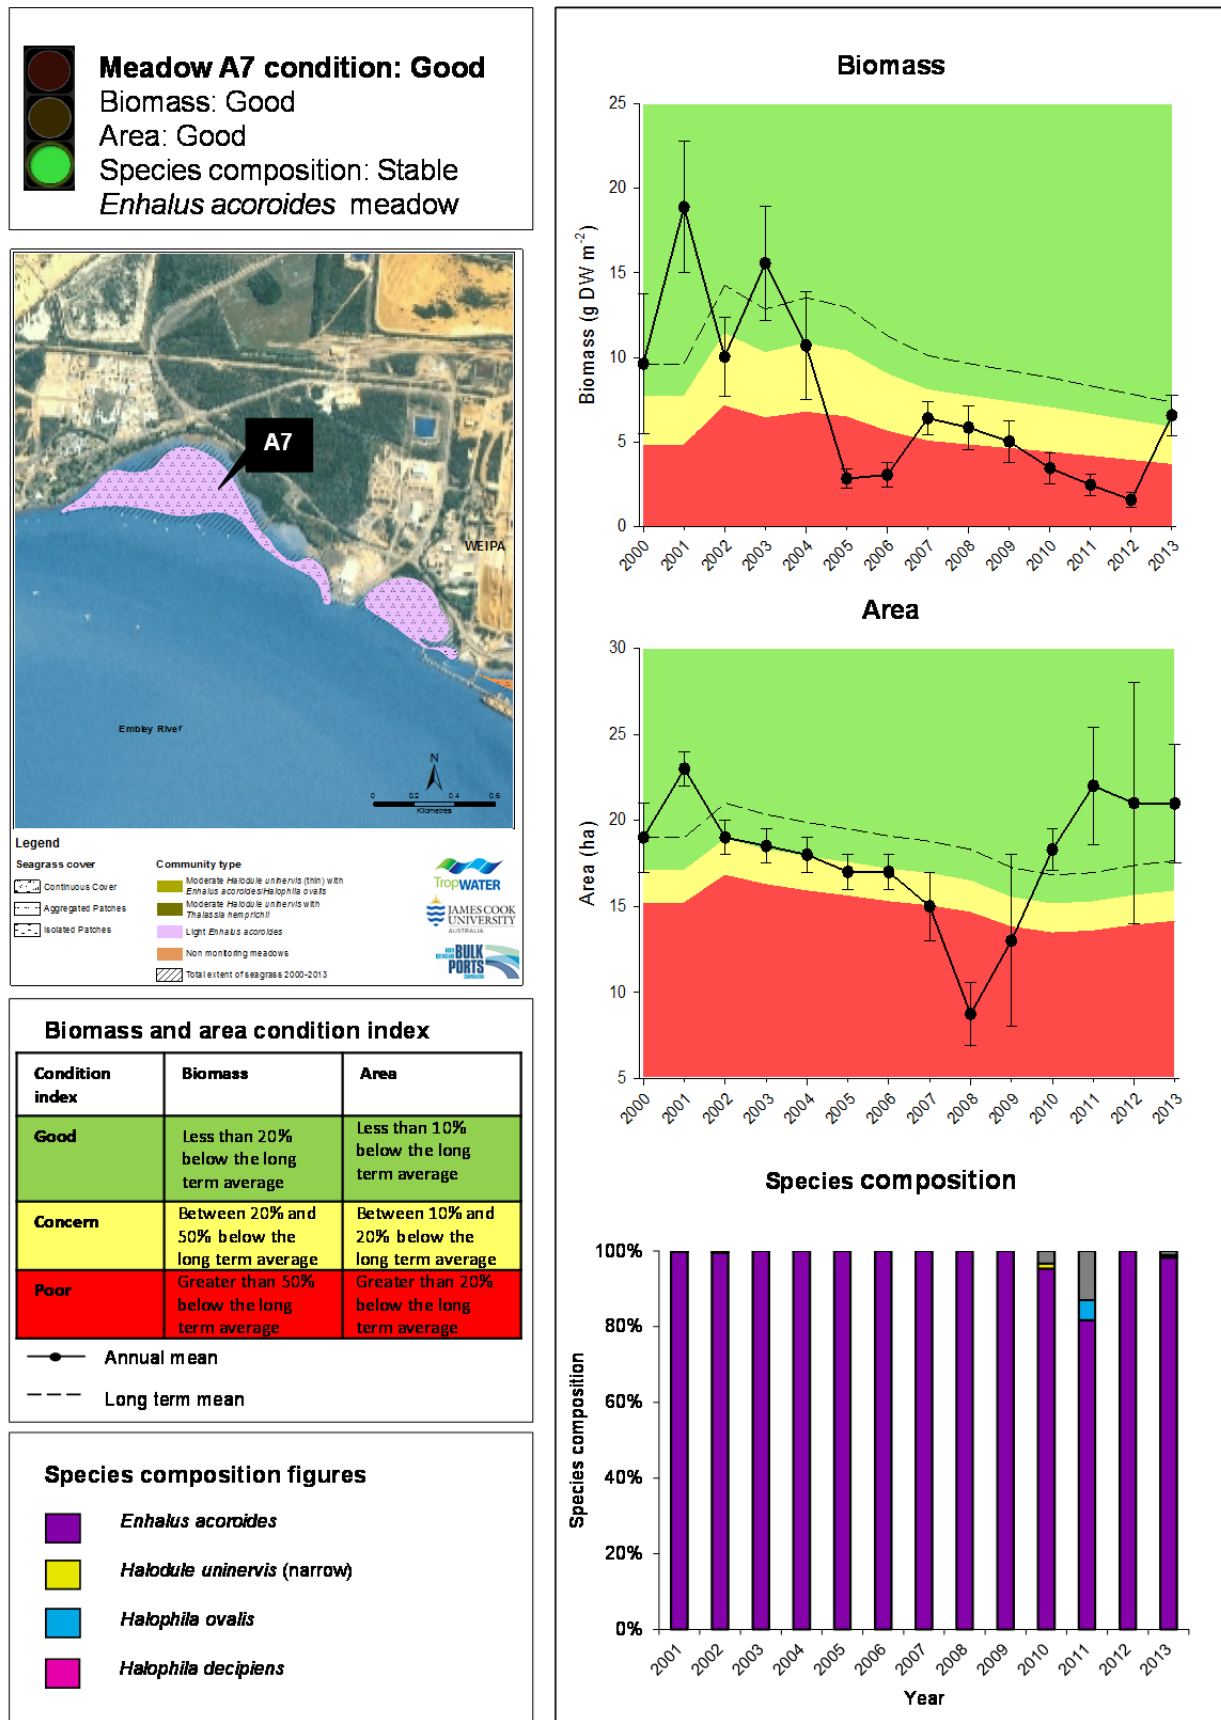 Meadow A7 condition: Good
Biomass: Good
Area: Good
Species composition: Stable
Enhalus acoroides meadow
A7
WEIPA
Embley River
N
0 0.2 0.4 0.6
Kilometres
Legend
Seagrass cover
Continuous Cover
Aggregated Patches
Isolated Patches
Community type
Moderate Halodule uninervis (thin) with
Enhalus acoroides/Halophila ovalis
Moderate Halodule uninervis with
Thalassia hemprichii
Light Enhalus acoroides
Non monitoring meadows
Total extent of seagrass 2000-2013
TropWATER
JAMES COOK
UNIVERSITY
AUSTRALIA
BULK
PORTS
Biomass and area condition index
Condition
index
Biomass
Area
Good
Less than 20%
below the long
term average
Less than 10%
below the long
term average
Concern
Between 20% and
50% below the
long term average
Between 10% and
20% below the
long term average
Poor
Greater than 50%
below the long
term average
Greater than 20%
below the long
term average
Annual mean
Long term mean
Species composition figures
Enhalus acoroides
Halodule uninervis (narrow)
Halophila ovalis
Halophila decipiens
Biomass
Biomass (g DW m-2)
25
20
15
10
5
0
2000 2001 2002 2003 2004 2005 2006 2007 2008 2009 2010 2011 2012 2013
Area
Area (ha)
30
25
20
15
10
5
2000 2001 2002 2003 2004 2005 2006 2007 2008 2009 2010 2011 2012 2013
Species composition
Species composition
100%
80%
60%
40%
20%
0%
2001 2002 2003 2004 2005 2006 2007 2008 2009 2010 2011 2012 2013
Year